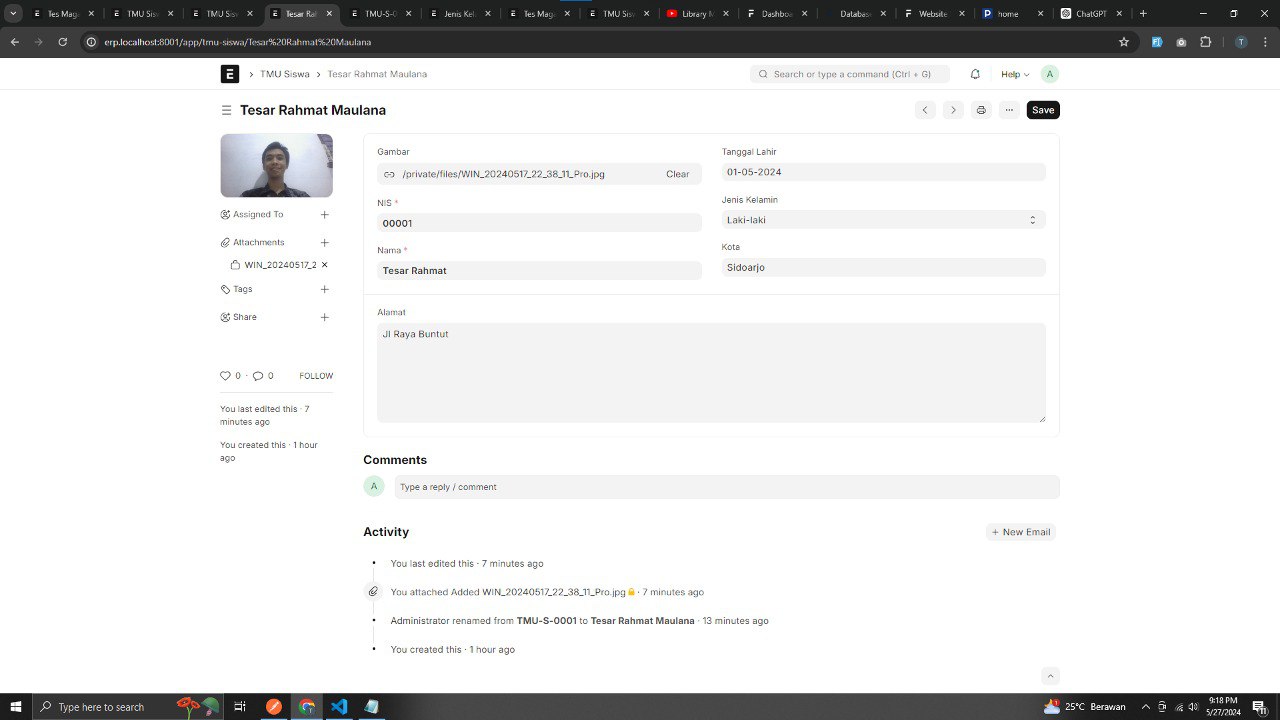 Tes Mage
TMU Sisw
TMU Sisw
Tesar Rah
TMU-S-0
Jenis Kel
Tes Mage
TMU Sisw
Library M
Dashboa
Databas
Website
home
ChatGPT
erp.localhost:8001/app/tmu-siswa/Tesar%20Rahmat%20Maulana
T
E
TMU Siswa
Tesar Rahmat Maulana
Search or type a command (Ctrl + G)
Help
A
Tesar Rahmat Maulana
Save
Assigned To
Attachments
WIN_20240517_2
Tags
Share
0 · 0
FOLLOW
You last edited this · 7
minutes ago
You created this · 1 hour
ago
Gambar
/private/files/WIN_20240517_22_38_11_Pro.jpg
Clear
NIS *
00001
Nama *
Tesar Rahmat
Tanggal Lahir
01-05-2024
Jenis Kelamin
Laki-laki
Kota
Sidoarjo
Alamat
Jl Raya Buntut
Comments
A
Type a reply / comment
Activity
+ New Email
You last edited this · 7 minutes ago
You attached Added WIN_20240517_22_38_11_Pro.jpg · 7 minutes ago
Administrator renamed from TMU-S-0001 to Tesar Rahmat Maulana · 13 minutes ago
You created this · 1 hour ago
Type here to search
25°C Berawan
9:18 PM
5/27/2024